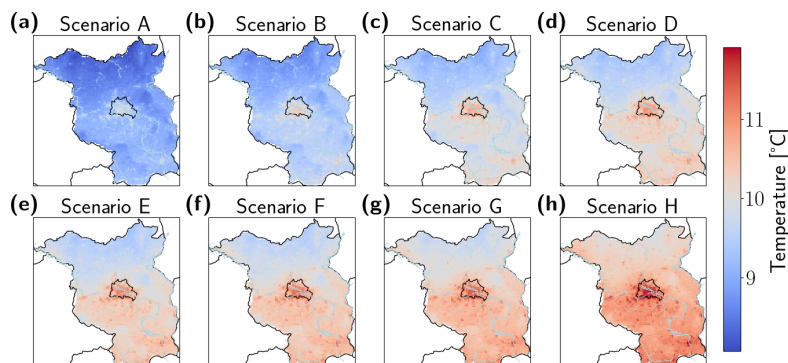 (a) Scenario A
(b) Scenario B
(c) Scenario C
(d) Scenario D
(e) Scenario E
(f) Scenario F
(g) Scenario G
(h) Scenario H
11
10
9
Temperature [°C]